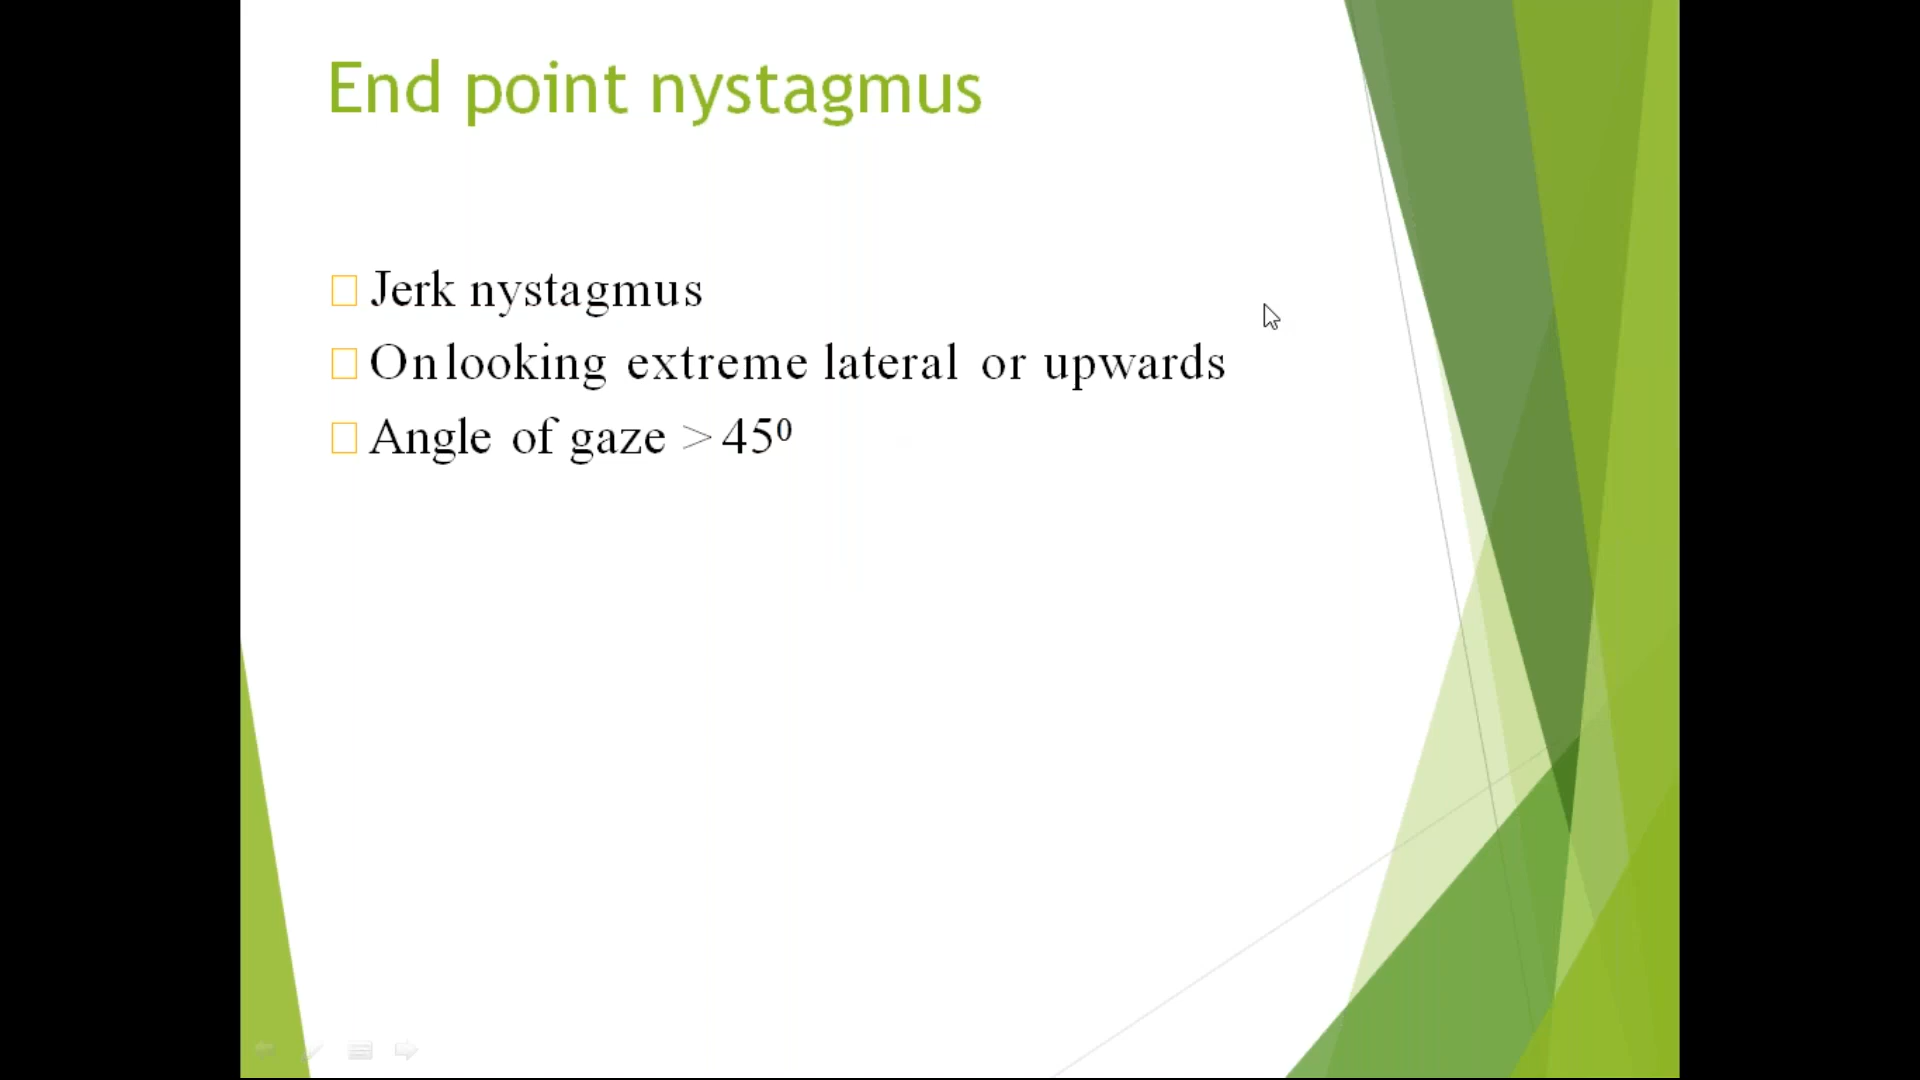 End point nystagmus
Jerk nystagmus
On looking extreme lateral or upwards
Angle of gaze > 45⁰